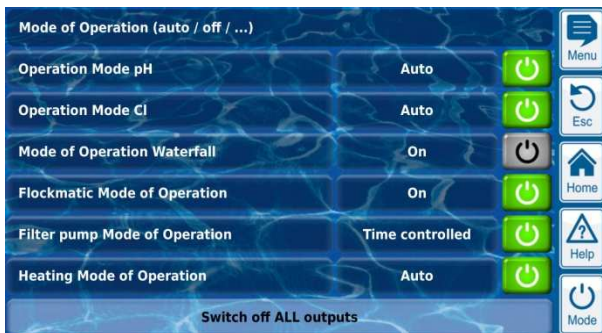 Mode of Operation (auto / off / ...)
Operation Mode pH Auto
Operation Mode Cl Auto
Mode of Operation Waterfall On
Flockmatic Mode of Operation On
Filter pump Mode of Operation Time controlled
Heating Mode of Operation Auto
Switch off ALL outputs
Menu
Esc
Home
?
Help
Mode